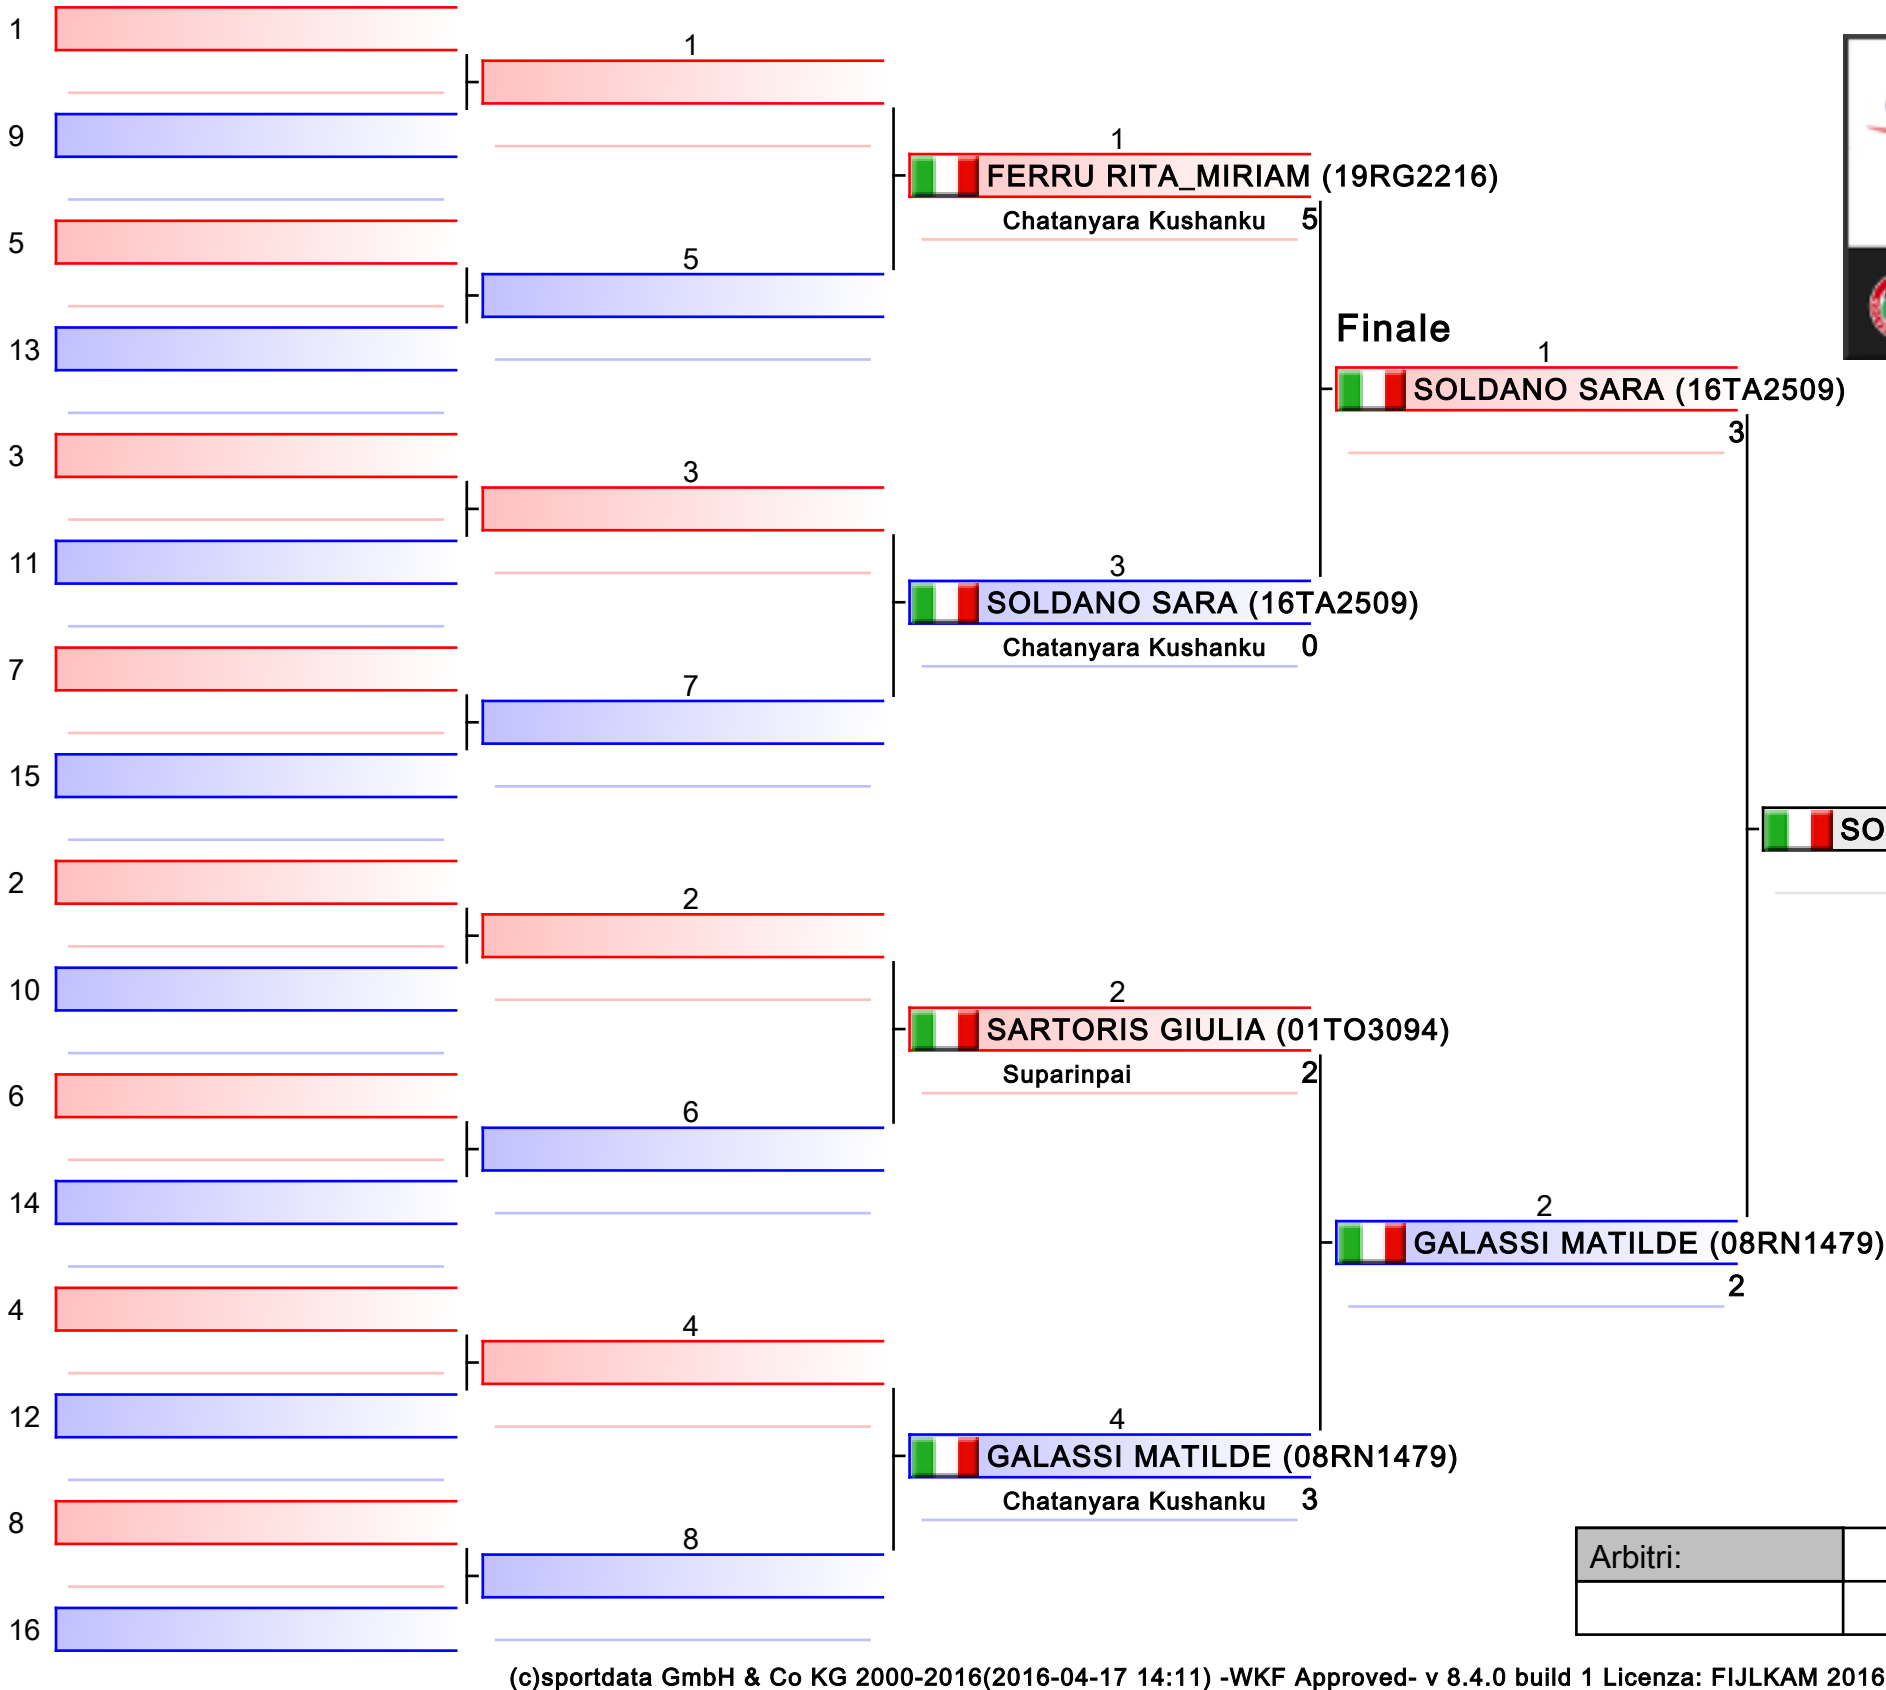 1
9
5
13
3
11
7
15
2
10
6
14
4
12
8
16
1
5
3
7
2
6
4
8
1
FERRU RITA_MIRIAM (19RG2216)
Chatanyara Kushanku 5
3
SOLDANO SARA (16TA2509)
Chatanyara Kushanku 0
2
SARTORIS GIULIA (01TO3094)
Suparinpai 2
4
GALASSI MATILDE (08RN1479)
Chatanyara Kushanku 3
Finale
1
SOLDANO SARA (16TA2509)
3
2
GALASSI MATILDE (08RN1479)
2
SO
Arbitri:
(c)sportdata GmbH & Co KG 2000-2016(2016-04-17 14:11) -WKF Approved- v 8.4.0 build 1 Licenza: FIJLKAM 2016